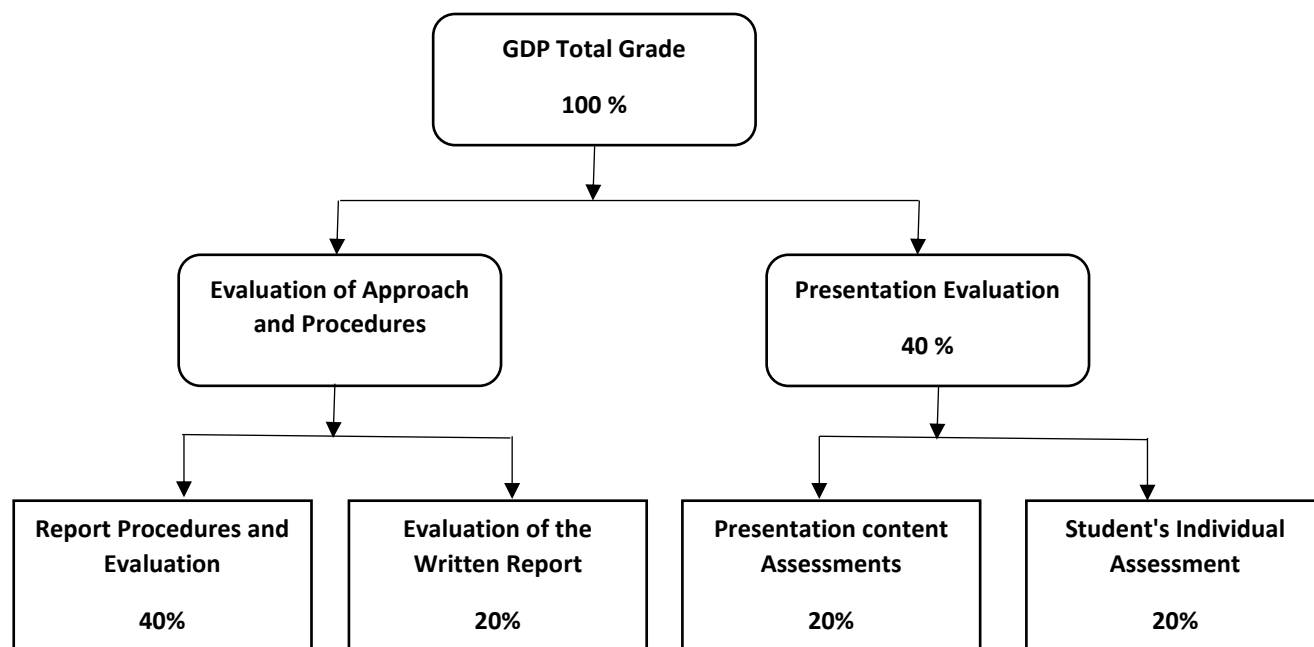 GDP Total Grade
100 %
Evaluation of Approach
and Procedures
Presentation Evaluation
40 %
Report Procedures and
Evaluation
40%
Evaluation of the
Written Report
20%
Presentation content
Assessments
20%
Student's Individual
Assessment
20%